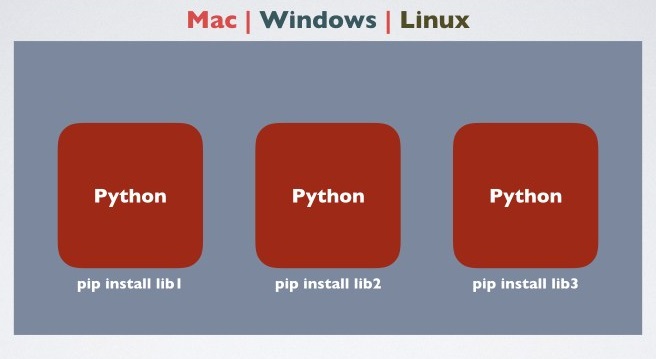 Mac | Windows | Linux
Python
Python
Python
pip install lib1
pip install lib2
pip install lib3